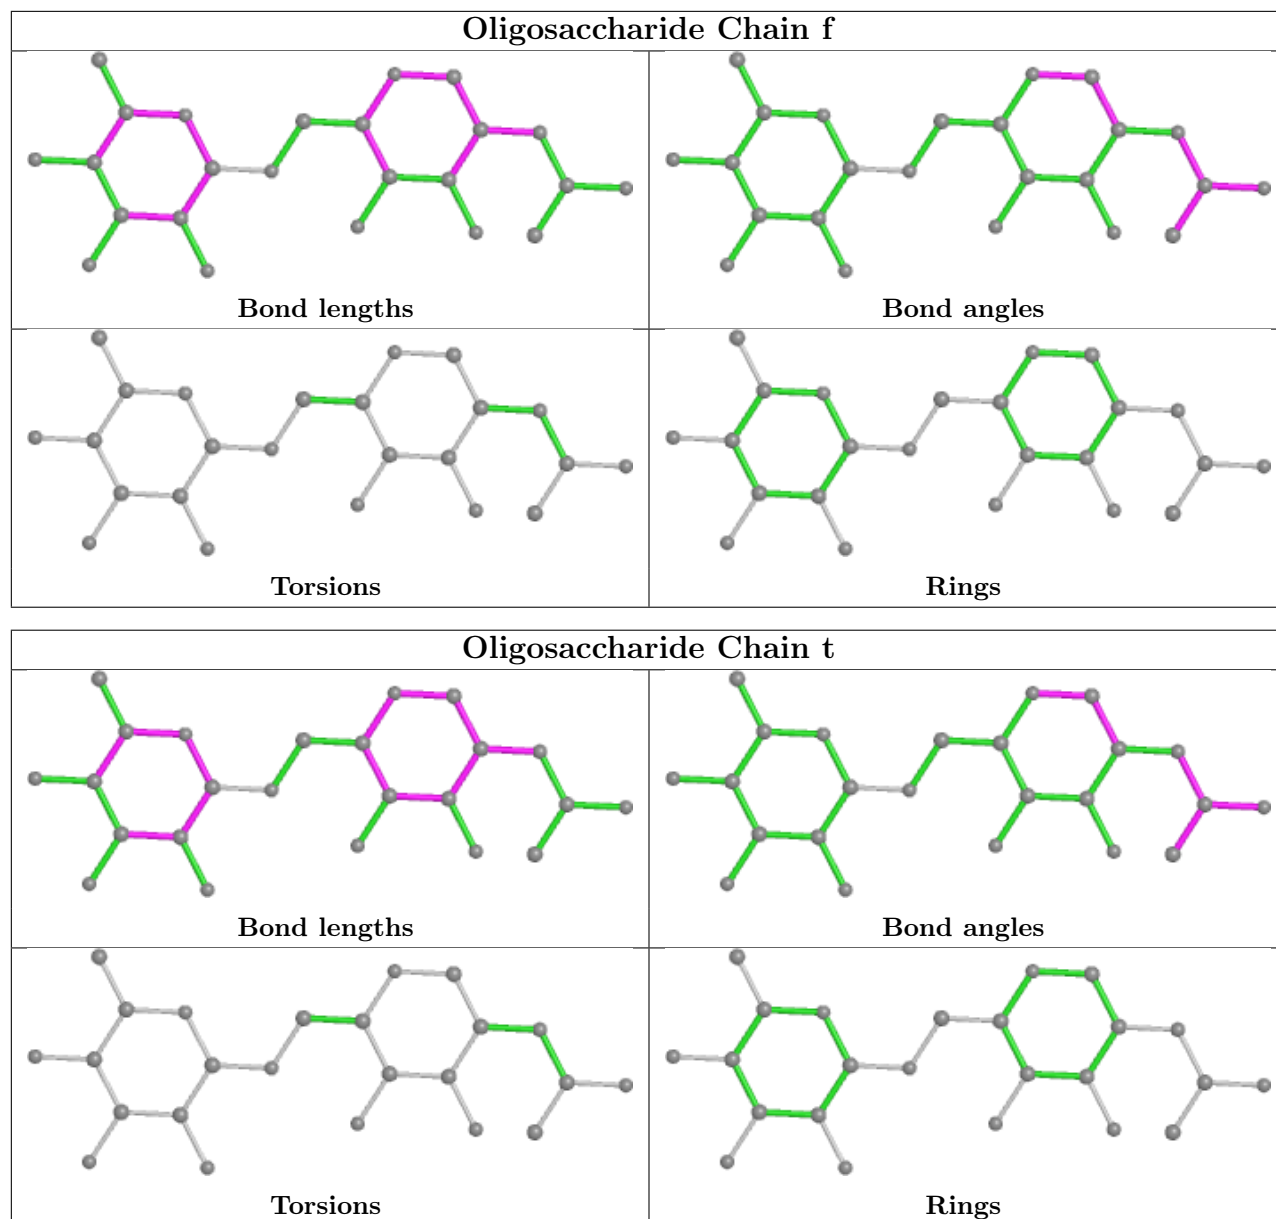 Oligosaccharide Chain f
Bond lengths
Bond angles
Torsions
Rings
Oligosaccharide Chain t
Bond lengths
Bond angles
Torsions
Rings